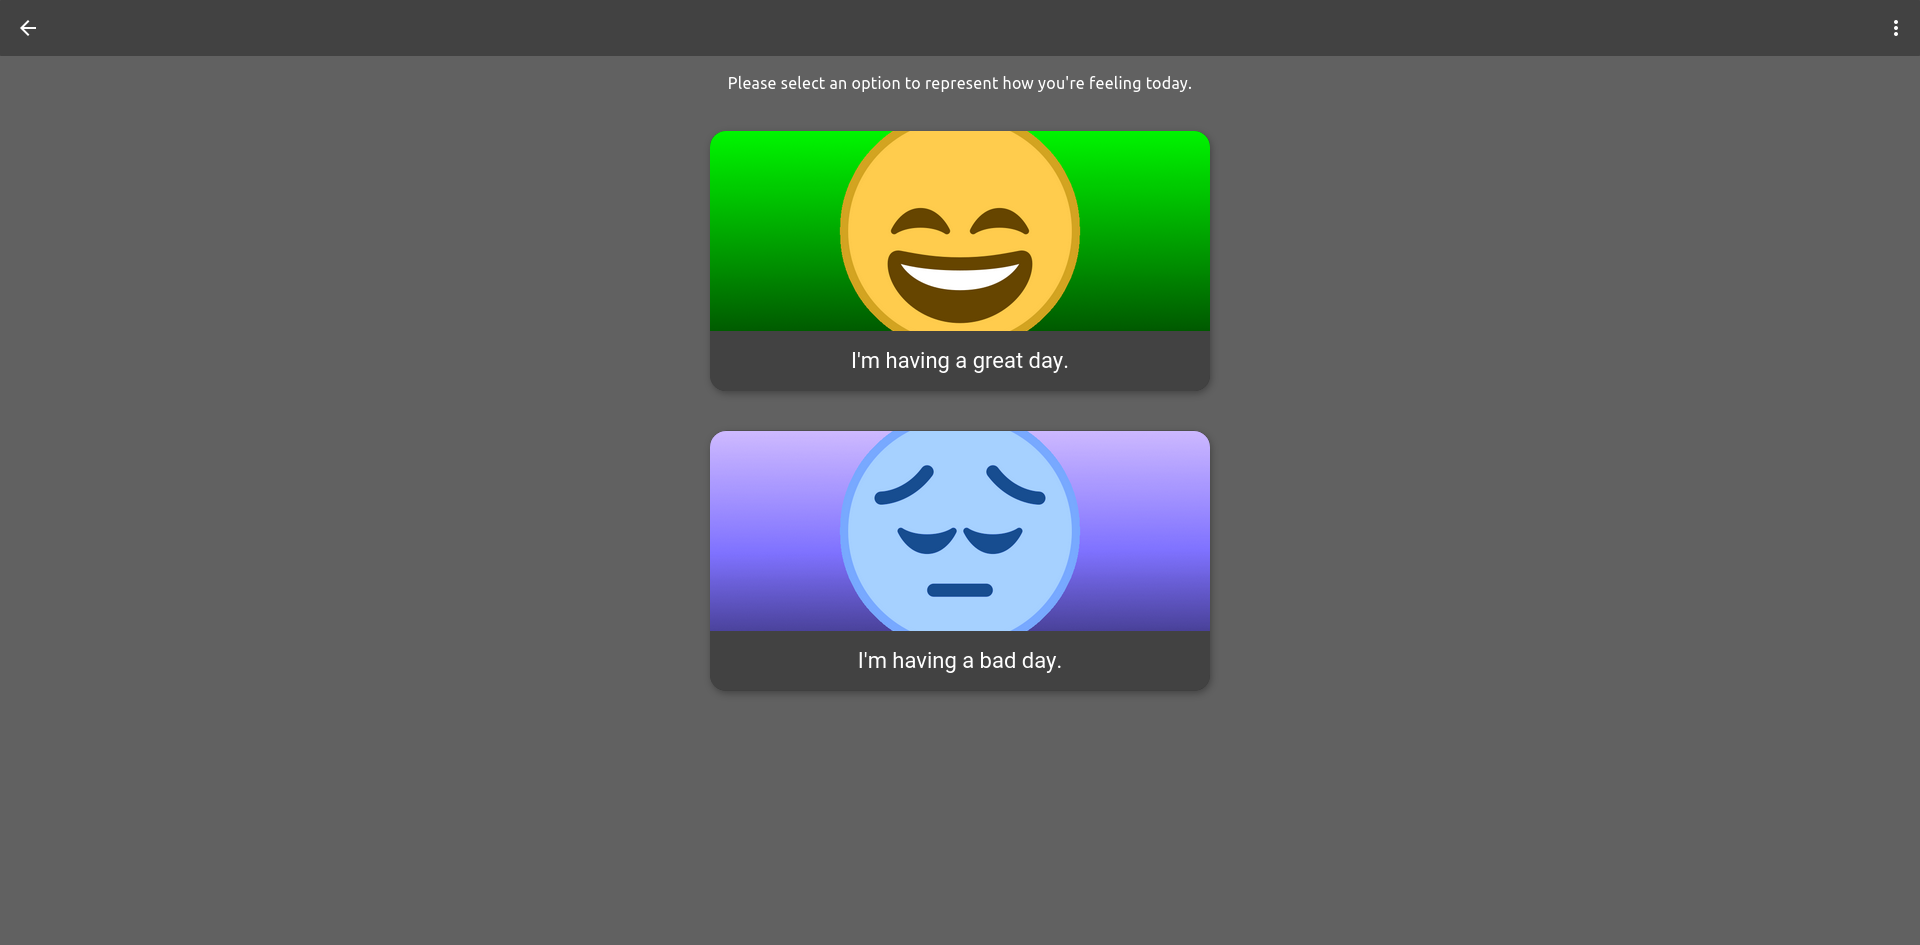 Please select an option to represent how you're feeling today.
I'm having a great day.
I'm having a bad day.